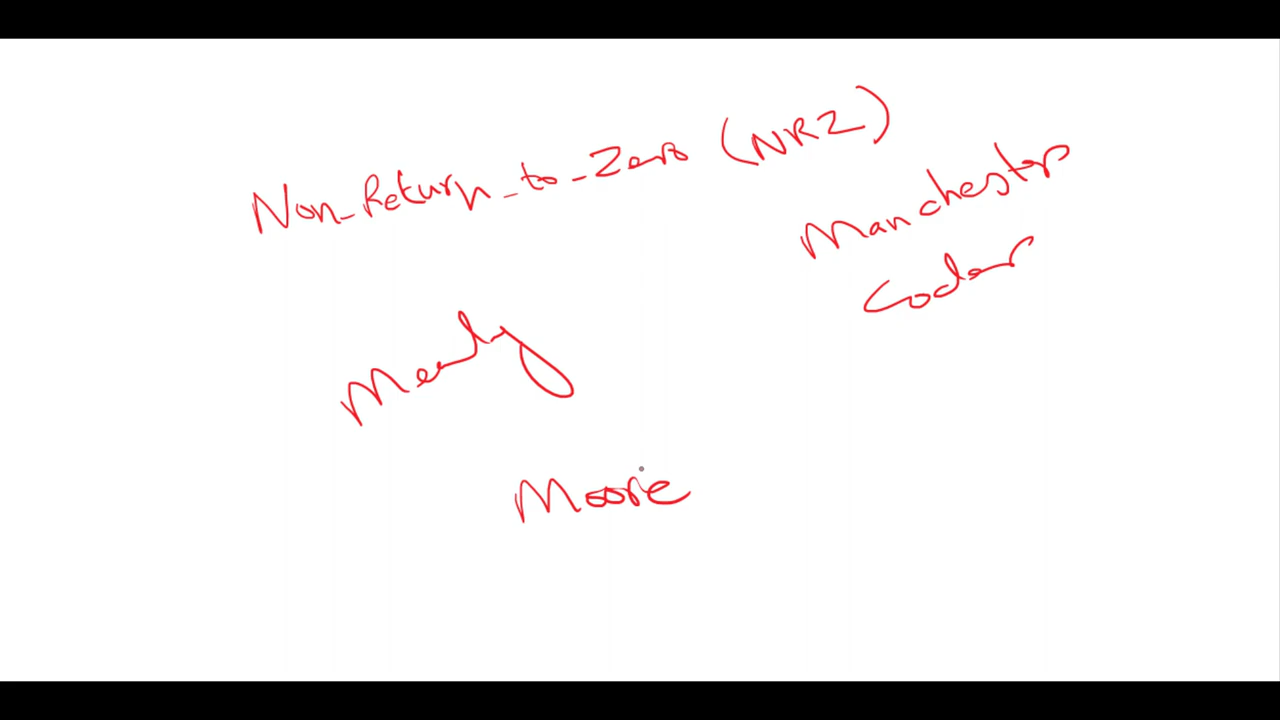 Non-Return-to-Zero (NRZ)
Manchester
Coder
Mealy
Moore